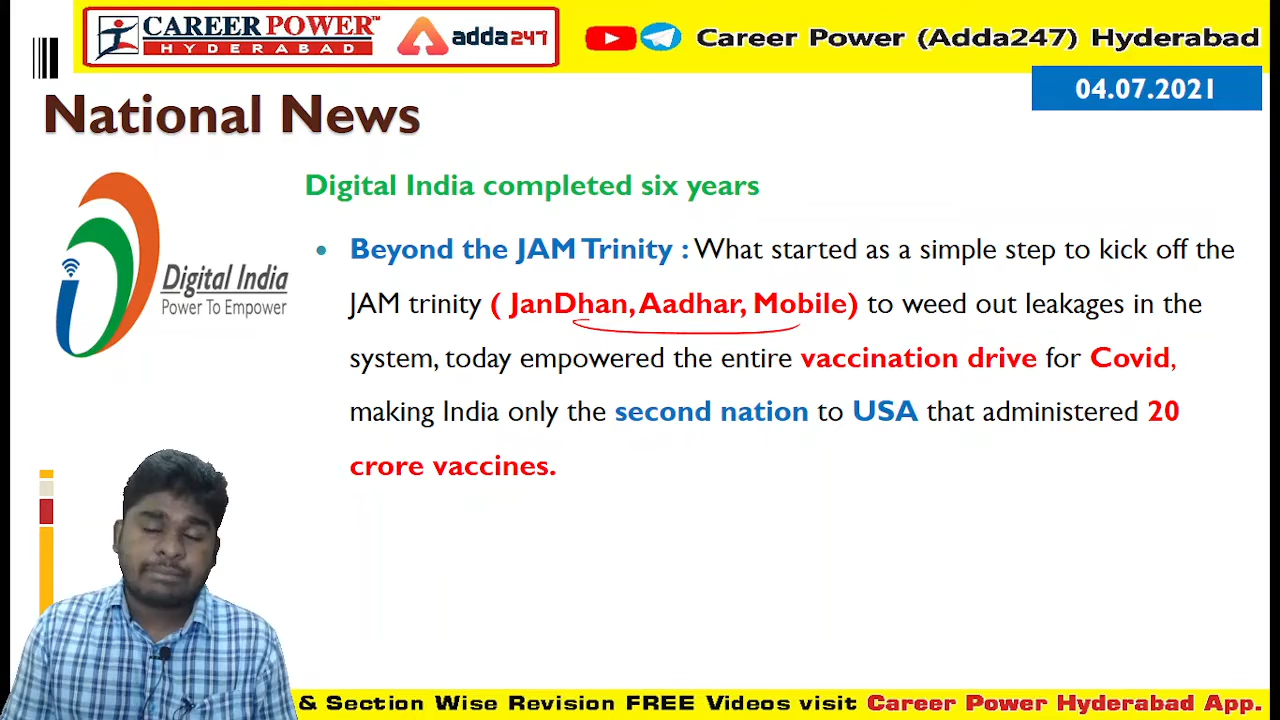 CAREER POWER™
HYDERABAD
adda247
Career Power (Adda247) Hyderabad
04.07.2021
National News
Digital India
Power To Empower
Digital India completed six years
• Beyond the JAM Trinity : What started as a simple step to kick off the
JAM trinity ( JanDhan, Aadhar, Mobile) to weed out leakages in the
system, today empowered the entire vaccination drive for Covid,
making India only the second nation to USA that administered 20
crore vaccines.
& Section Wise Revision FREE Videos visit Career Power Hyderabad App.